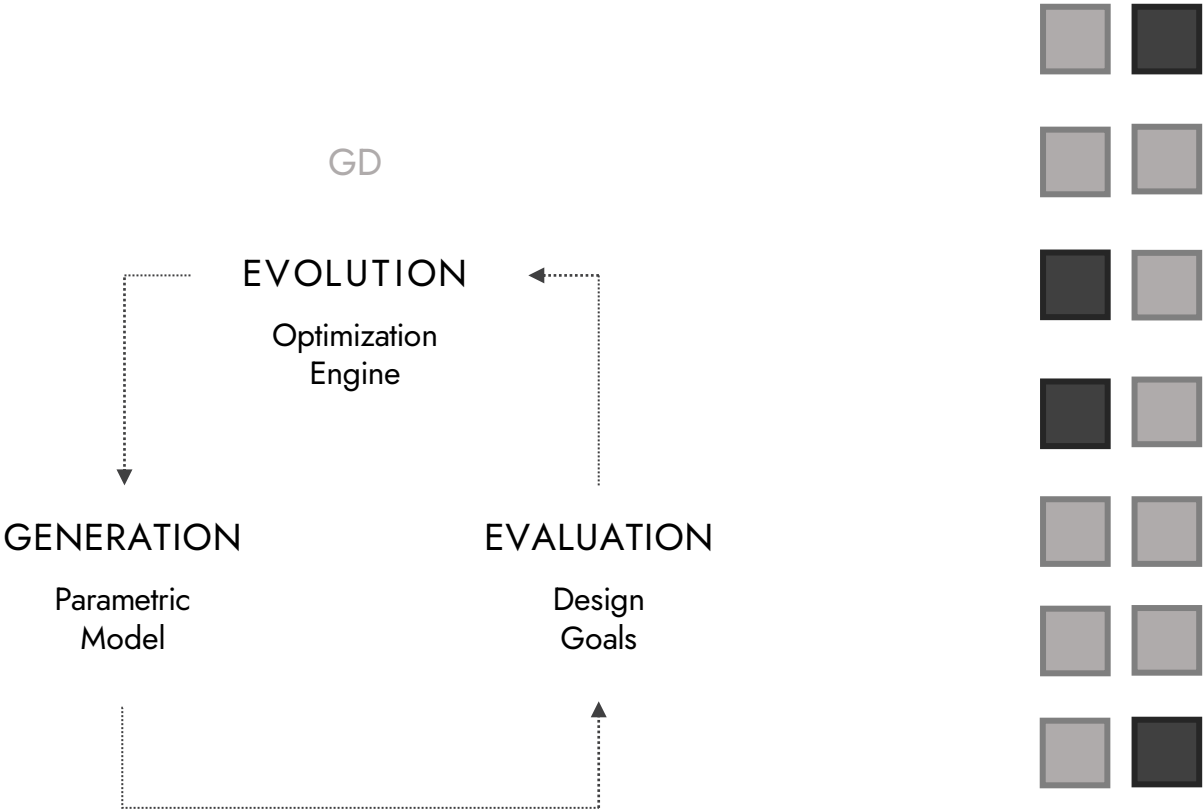 GD
EVOLUTION
Optimization
Engine
GENERATION
Parametric
Model
EVALUATION
Design
Goals